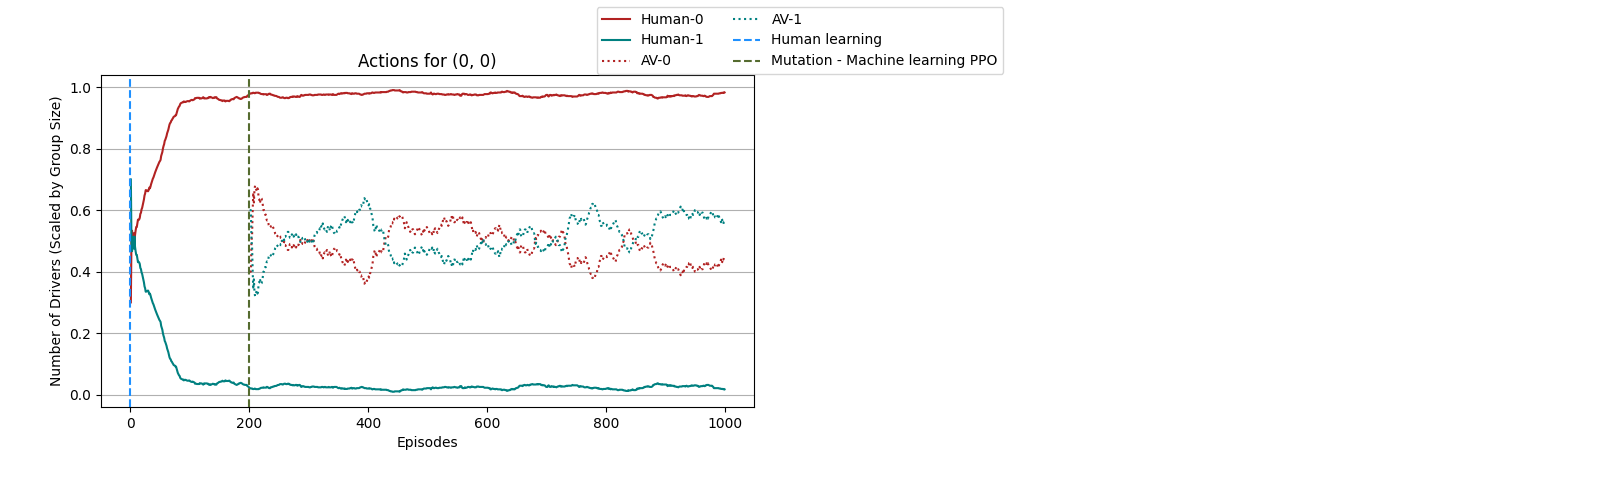 Human-0
Human-1
AV-0
AV-1
Human learning
Mutation - Machine learning PPO
Actions for (0, 0)
Number of Drivers (Scaled by Group Size)
1.0
0.8
0.6
0.4
0.2
0.0
0 200 400 600 800 1000
Episodes